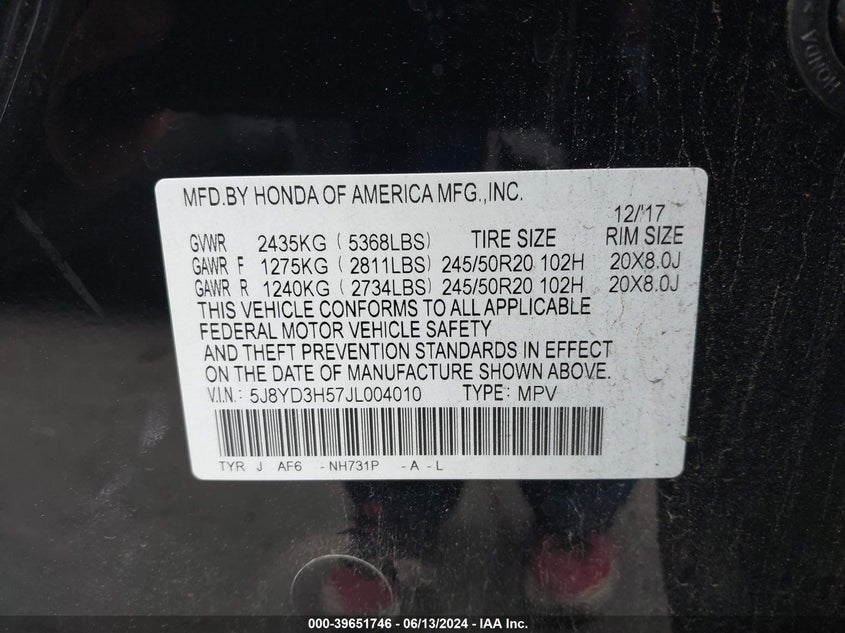 HONDA
MFD.BY HONDA OF AMERICA MFG.,INC.
12/'17
GVWR 2435KG ( 5368LBS) TIRE SIZE RIM SIZE
GAWR F 1275KG ( 2811LBS) 245/50R20 102H 20X8.0J
GAWR R 1240KG ( 2734LBS) 245/50R20 102H 20X8.0J
THIS VEHICLE CONFORMS TO ALL APPLICABLE
FEDERAL MOTOR VEHICLE SAFETY
AND THEFT PREVENTION STANDARDS IN EFFECT
ON THE DATE OF MANUFACTURE SHOWN ABOVE.
V.I.N.: 5J8YD3H57JL004010 TYPE: MPV
TYR J AF6 - NH731P - A - L
000-39651746 - 06/13/2024 - IAA Inc.